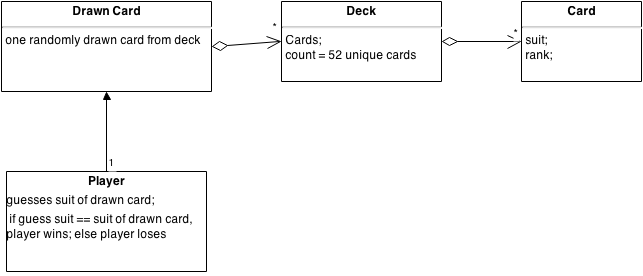 Drawn Card
one randomly drawn card from deck
*
Deck
Cards;
count = 52 unique cards
*
Card
suit;
rank;
1
Player
guesses suit of drawn card;
if guess suit == suit of drawn card,
player wins; else player loses